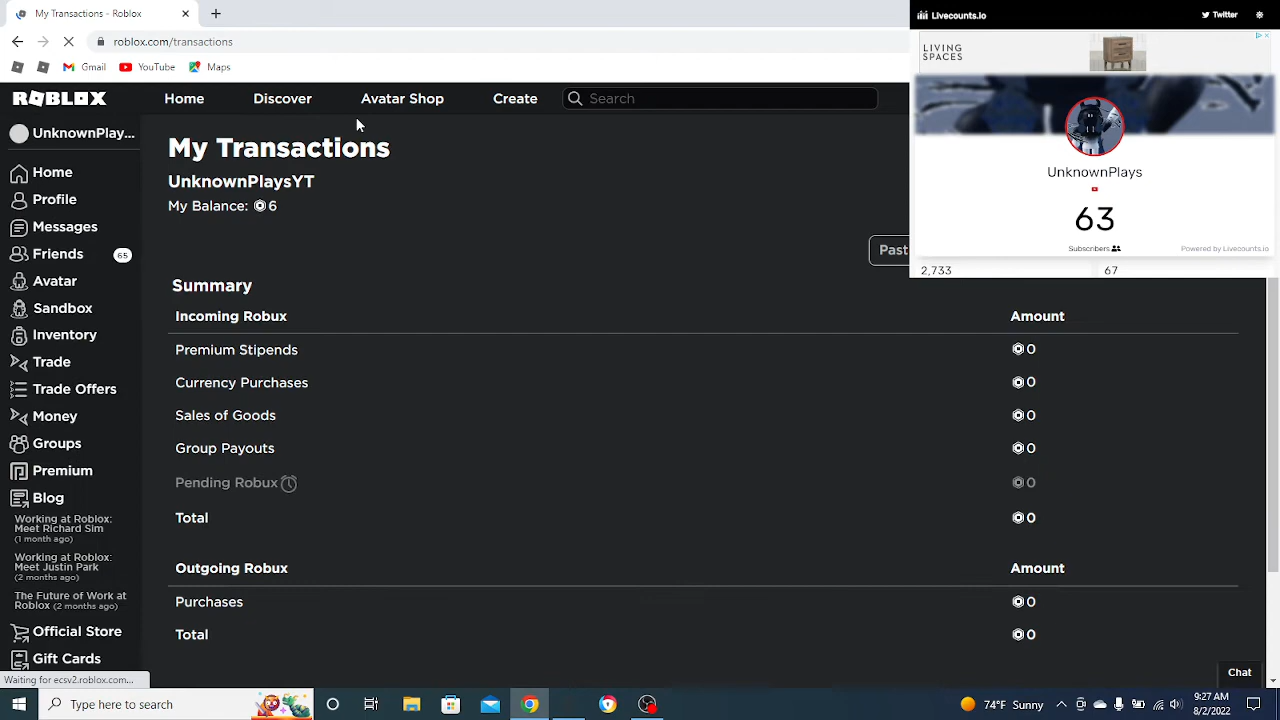 My Transactions
roblox.com/transactions
Gmail
YouTube
Maps
ROBLOX
Home
Discover
Avatar Shop
Create
Search
UnknownPlay...
Home
Profile
Messages
Friends
65
Avatar
Sandbox
Inventory
Trade
Trade Offers
Money
Groups
Premium
Blog
Working at Roblox:
Meet Richard Sim
(1 month ago)
Working at Roblox:
Meet Justin Park
(2 months ago)
The Future of Work at
Roblox (2 months ago)
Official Store
Gift Cards
Waiting for ecsv2.roblox.com...
My Transactions
UnknownPlaysYT
My Balance: 6
Past
Summary
Incoming Robux Amount
Premium Stipends 0
Currency Purchases 0
Sales of Goods 0
Group Payouts 0
Pending Robux 0
Total 0
Outgoing Robux Amount
Purchases 0
Total 0
Chat
Livecounts.io
Twitter
LIVING
SPACES
UnknownPlays
63
Subscribers
Powered by Livecounts.io
2,733
67
Type here to search
74°F
9:27 AM
8/2/2022